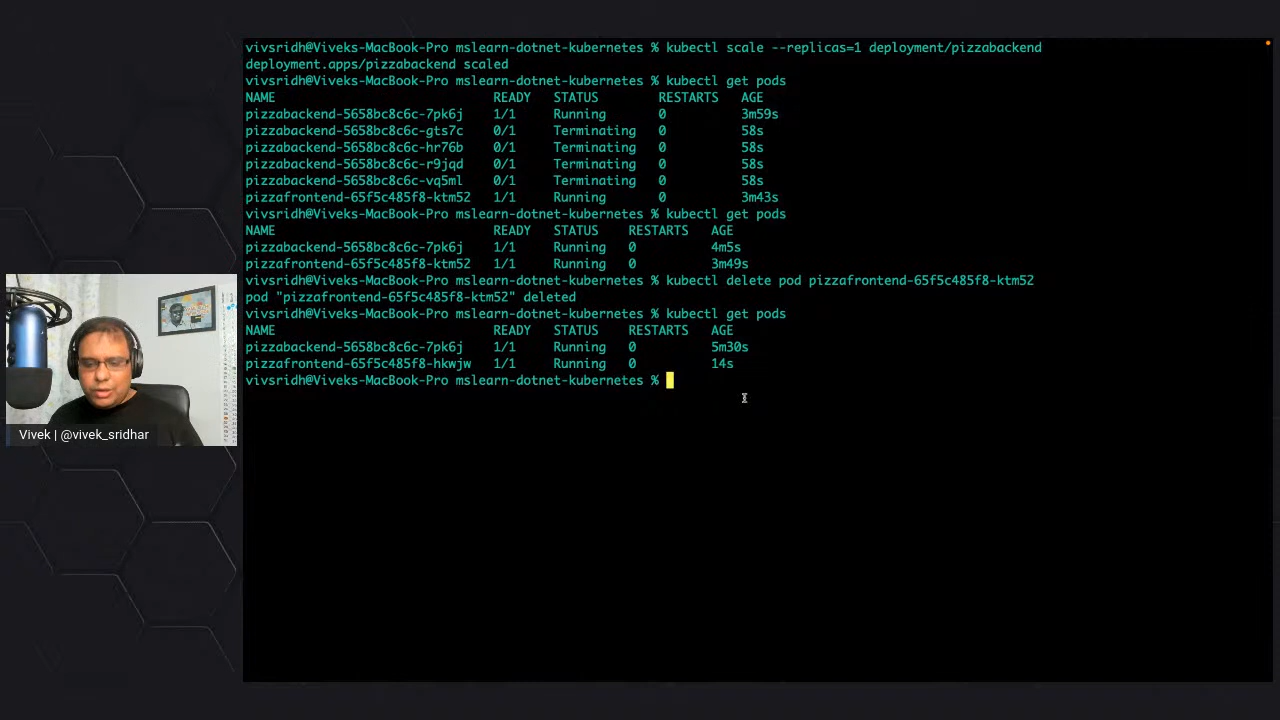 vivsridh@Viveks-MacBook-Pro mslearn-dotnet-kubernetes % kubectl scale --replicas=1 deployment/pizzabackend
deployment.apps/pizzabackend scaled
vivsridh@Viveks-MacBook-Pro mslearn-dotnet-kubernetes % kubectl get pods
NAME READY STATUS RESTARTS AGE
pizzabackend-5658bc8c6c-7pk6j 1/1 Running 0 3m59s
pizzabackend-5658bc8c6c-gts7c 0/1 Terminating 0 58s
pizzabackend-5658bc8c6c-hr76b 0/1 Terminating 0 58s
pizzabackend-5658bc8c6c-r9jqd 0/1 Terminating 0 58s
pizzabackend-5658bc8c6c-vq5ml 0/1 Terminating 0 58s
pizzafrontend-65f5c485f8-ktm52 1/1 Running 0 3m43s
vivsridh@Viveks-MacBook-Pro mslearn-dotnet-kubernetes % kubectl get pods
NAME READY STATUS RESTARTS AGE
pizzabackend-5658bc8c6c-7pk6j 1/1 Running 0 4m5s
pizzafrontend-65f5c485f8-ktm52 1/1 Running 0 3m49s
vivsridh@Viveks-MacBook-Pro mslearn-dotnet-kubernetes % kubectl delete pod pizzafrontend-65f5c485f8-ktm52
pod "pizzafrontend-65f5c485f8-ktm52" deleted
vivsridh@Viveks-MacBook-Pro mslearn-dotnet-kubernetes % kubectl get pods
NAME READY STATUS RESTARTS AGE
pizzabackend-5658bc8c6c-7pk6j 1/1 Running 0 5m30s
pizzafrontend-65f5c485f8-hkwjw 1/1 Running 0 14s
vivsridh@Viveks-MacBook-Pro mslearn-dotnet-kubernetes %
Vivek | @vivek_sridhar